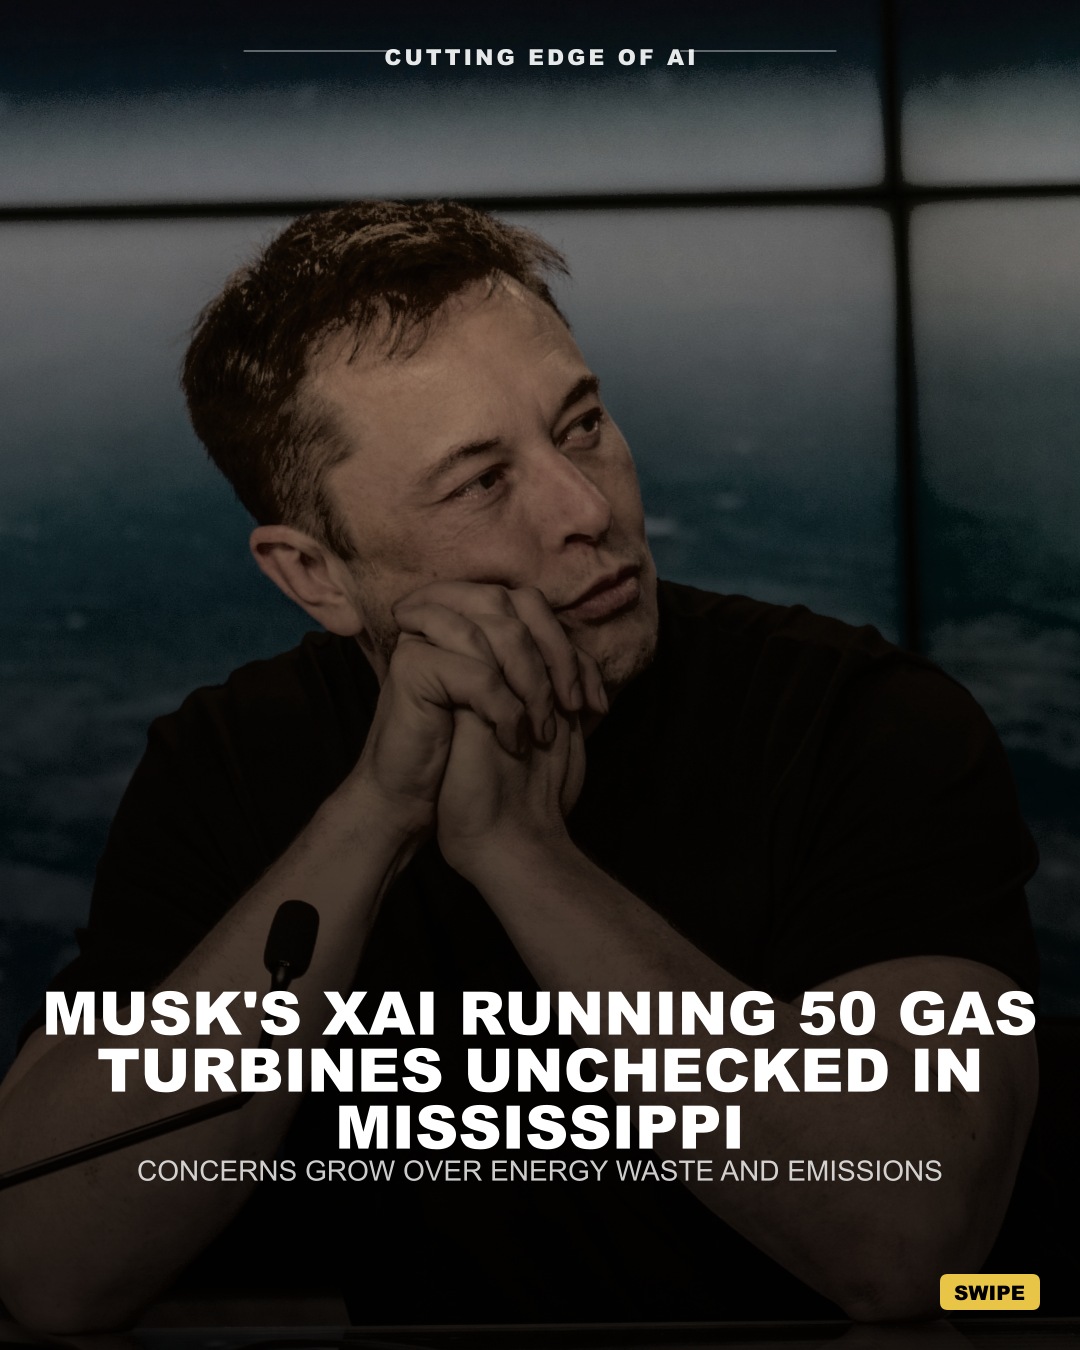 CUTTING EDGE OF AI
MUSK'S XAI RUNNING 50 GAS
TURBINES UNCHECKED IN
MISSISSIPPI
CONCERNS GROW OVER ENERGY WASTE AND EMISSIONS
SWIPE